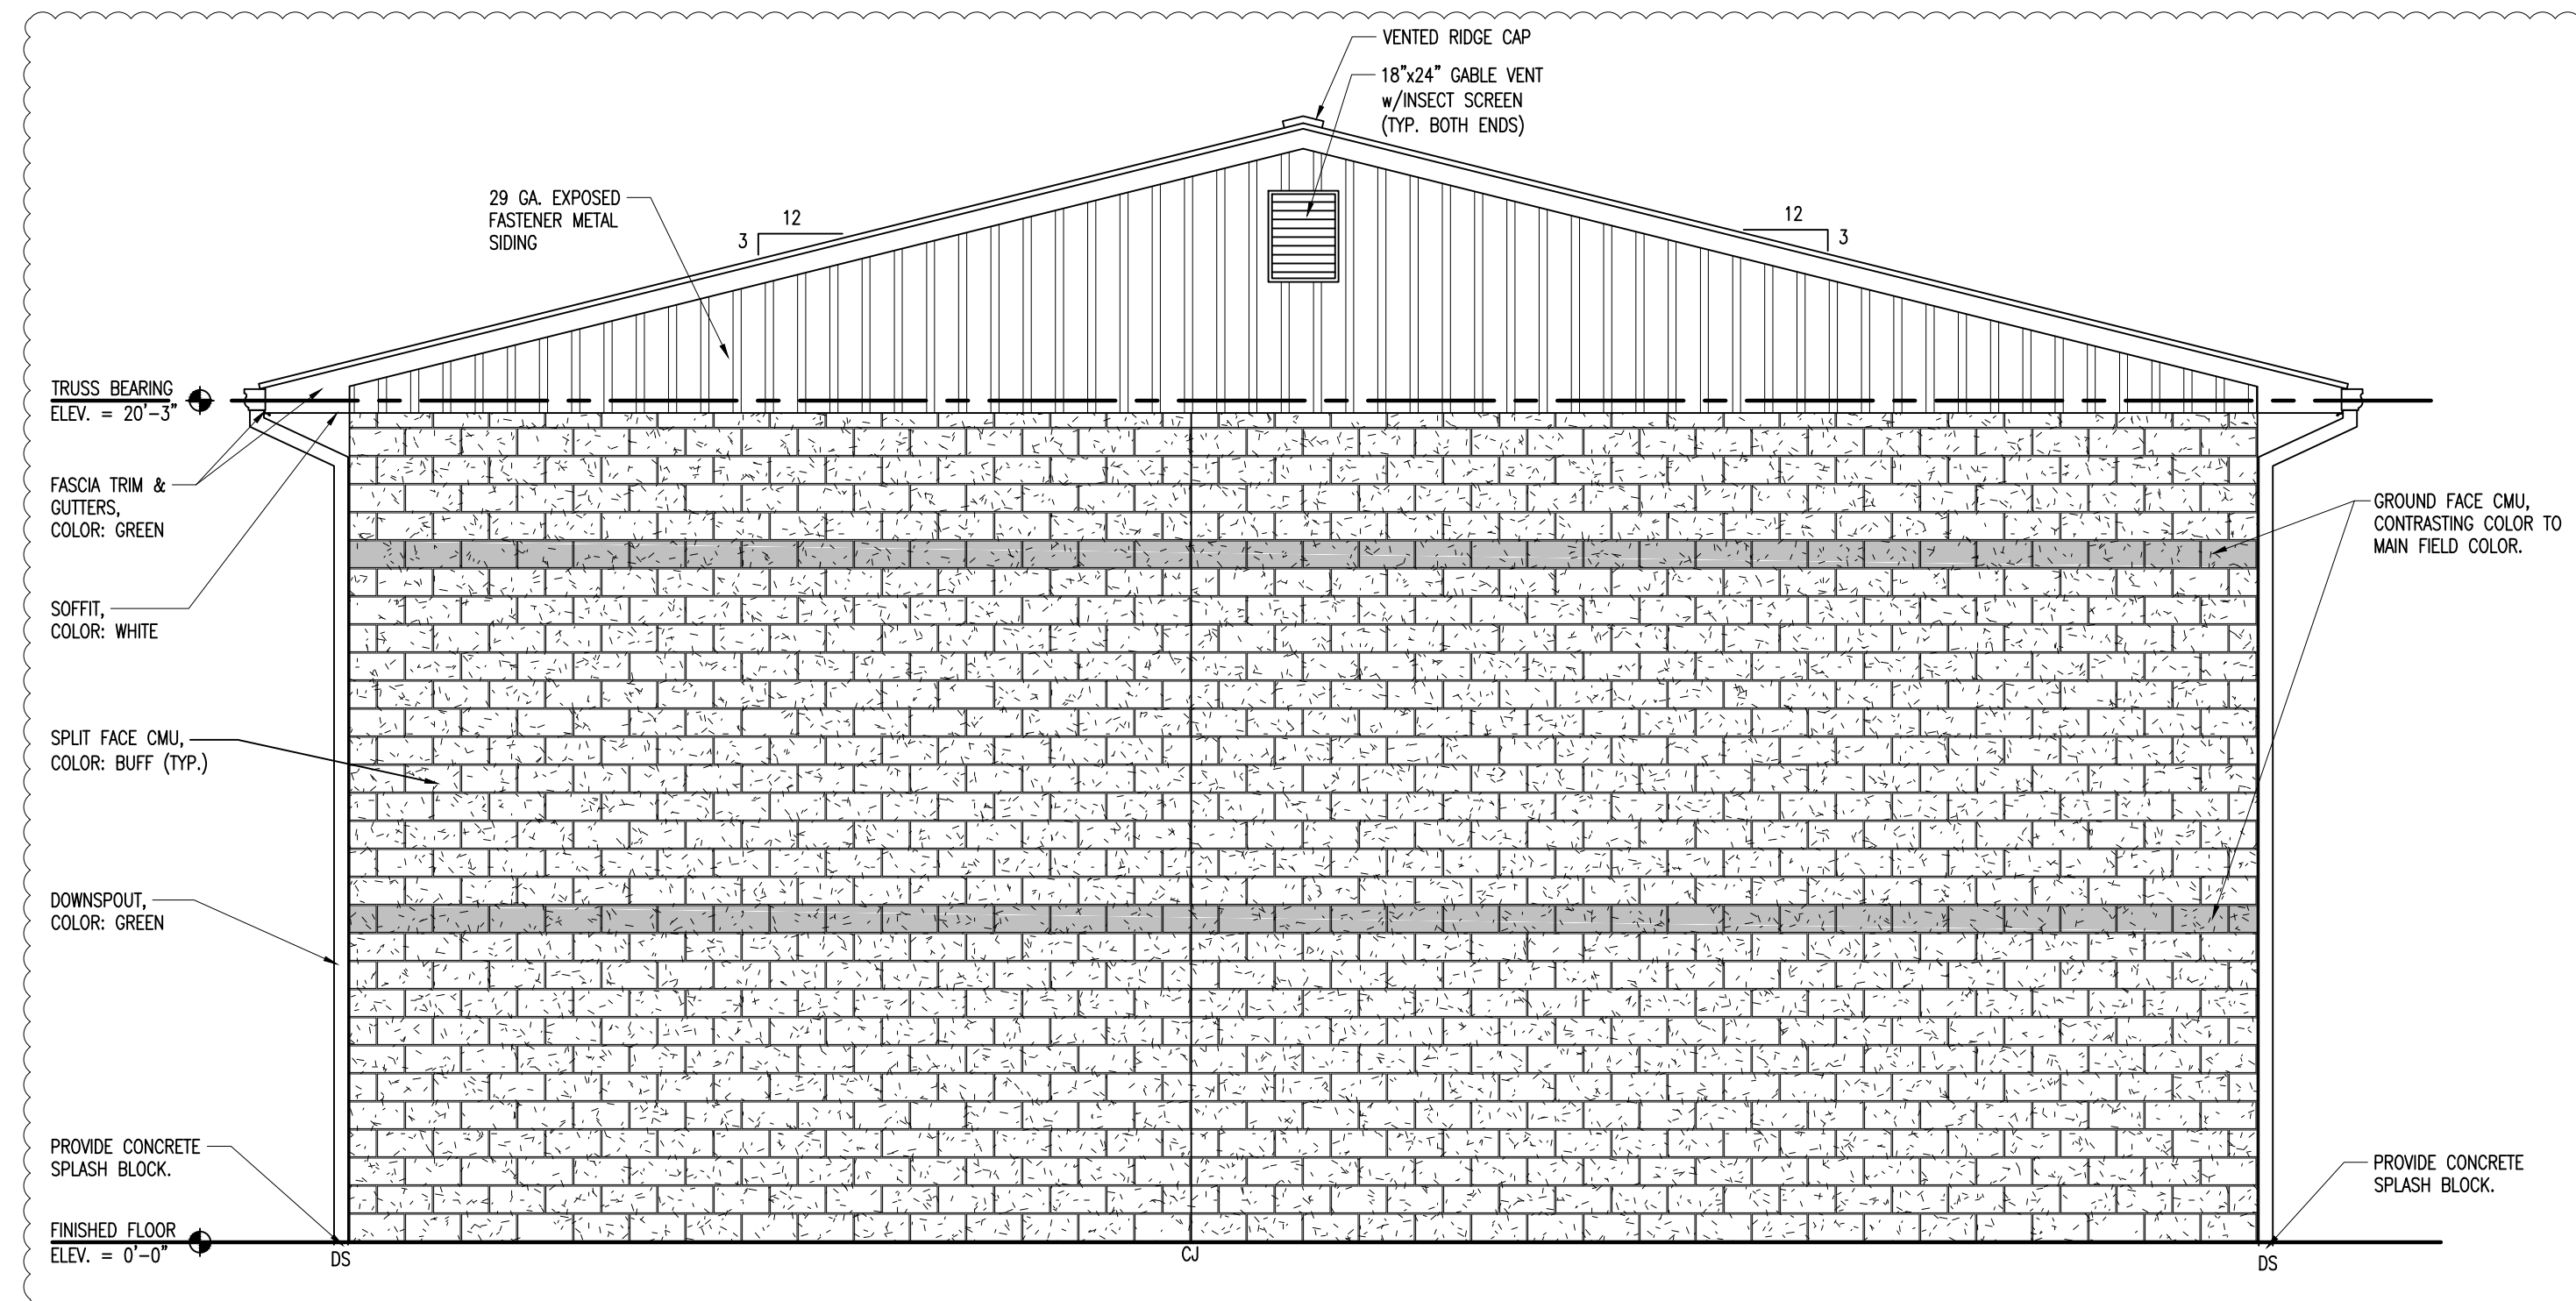 VENTED RIDGE CAP
18"x24" GABLE VENT
w/INSECT SCREEN
(TYP. BOTH ENDS)
29 GA. EXPOSED
FASTENER METAL
SIDING
12
3
12
3
TRUSS BEARING
ELEV. = 20'-3"
FASCIA TRIM &
GUTTERS,
COLOR: GREEN
GROUND FACE CMU,
CONTRASTING COLOR TO
MAIN FIELD COLOR.
SOFFIT,
COLOR: WHITE
SPLIT FACE CMU,
COLOR: BUFF (TYP.)
DOWNSPOUT,
COLOR: GREEN
PROVIDE CONCRETE
SPLASH BLOCK.
PROVIDE CONCRETE
SPLASH BLOCK.
FINISHED FLOOR
ELEV. = 0'-0"
DS
CJ
DS